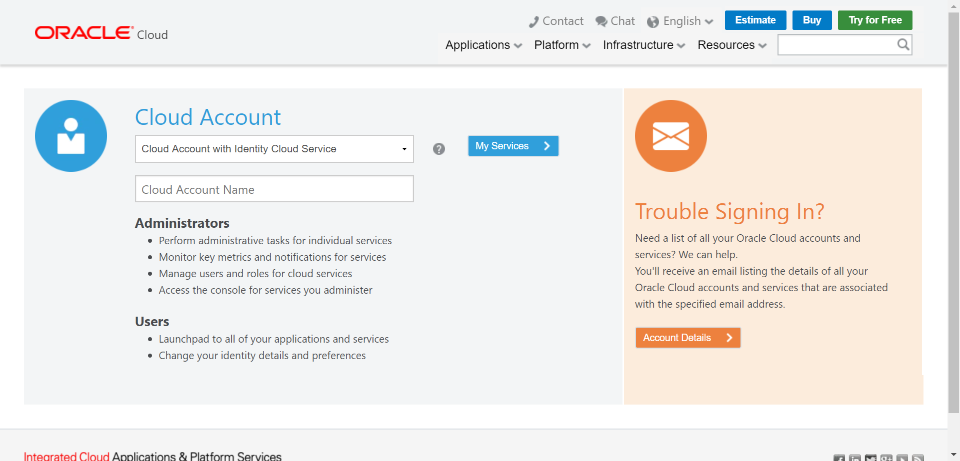 ORACLE Cloud
Contact Chat English Estimate Buy Try for Free
Applications Platform Infrastructure Resources
Cloud Account
Cloud Account with Identity Cloud Service
? My Services
Cloud Account Name
Administrators
• Perform administrative tasks for individual services
• Monitor key metrics and notifications for services
• Manage users and roles for cloud services
• Access the console for services you administer
Users
• Launchpad to all of your applications and services
• Change your identity details and preferences
Trouble Signing In?
Need a list of all your Oracle Cloud accounts and
services? We can help.
You'll receive an email listing the details of all your
Oracle Cloud accounts and services that are associated
with the specified email address.
Account Details
Integrated Cloud Applications & Platform Services